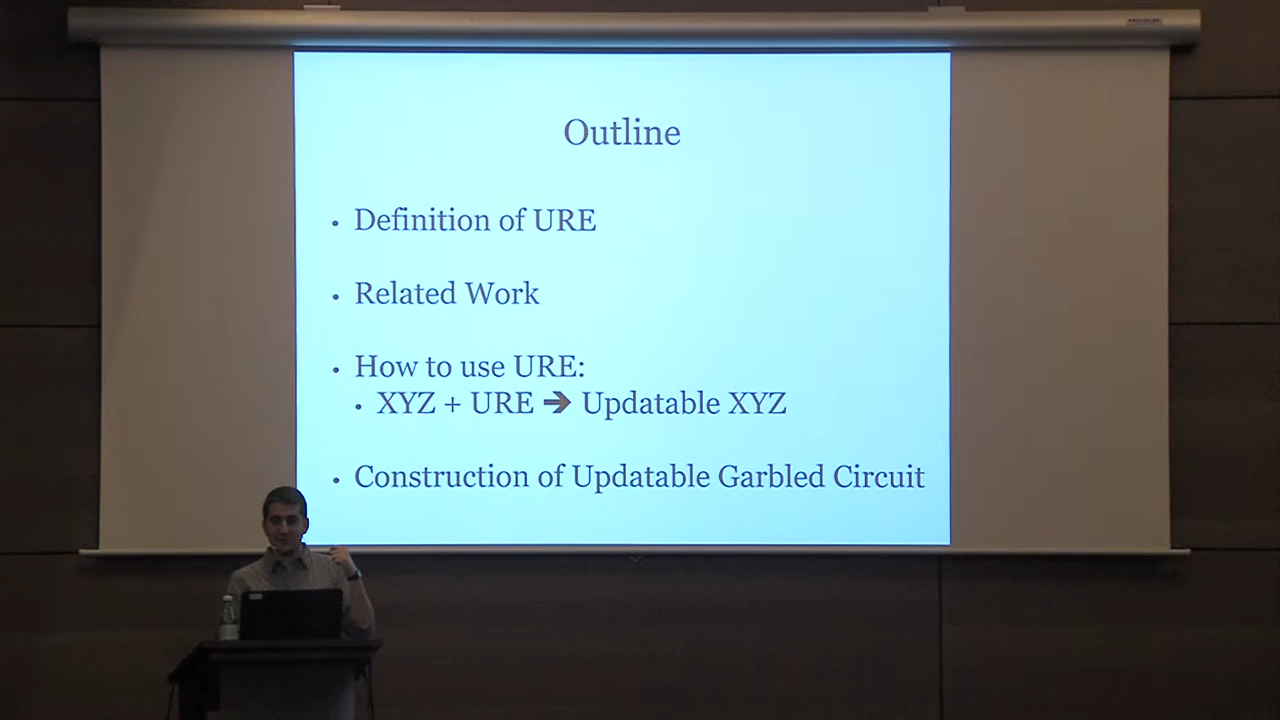 Outline
• Definition of URE
• Related Work
• How to use URE:
• XYZ + URE ➔ Updatable XYZ
• Construction of Updatable Garbled Circuit